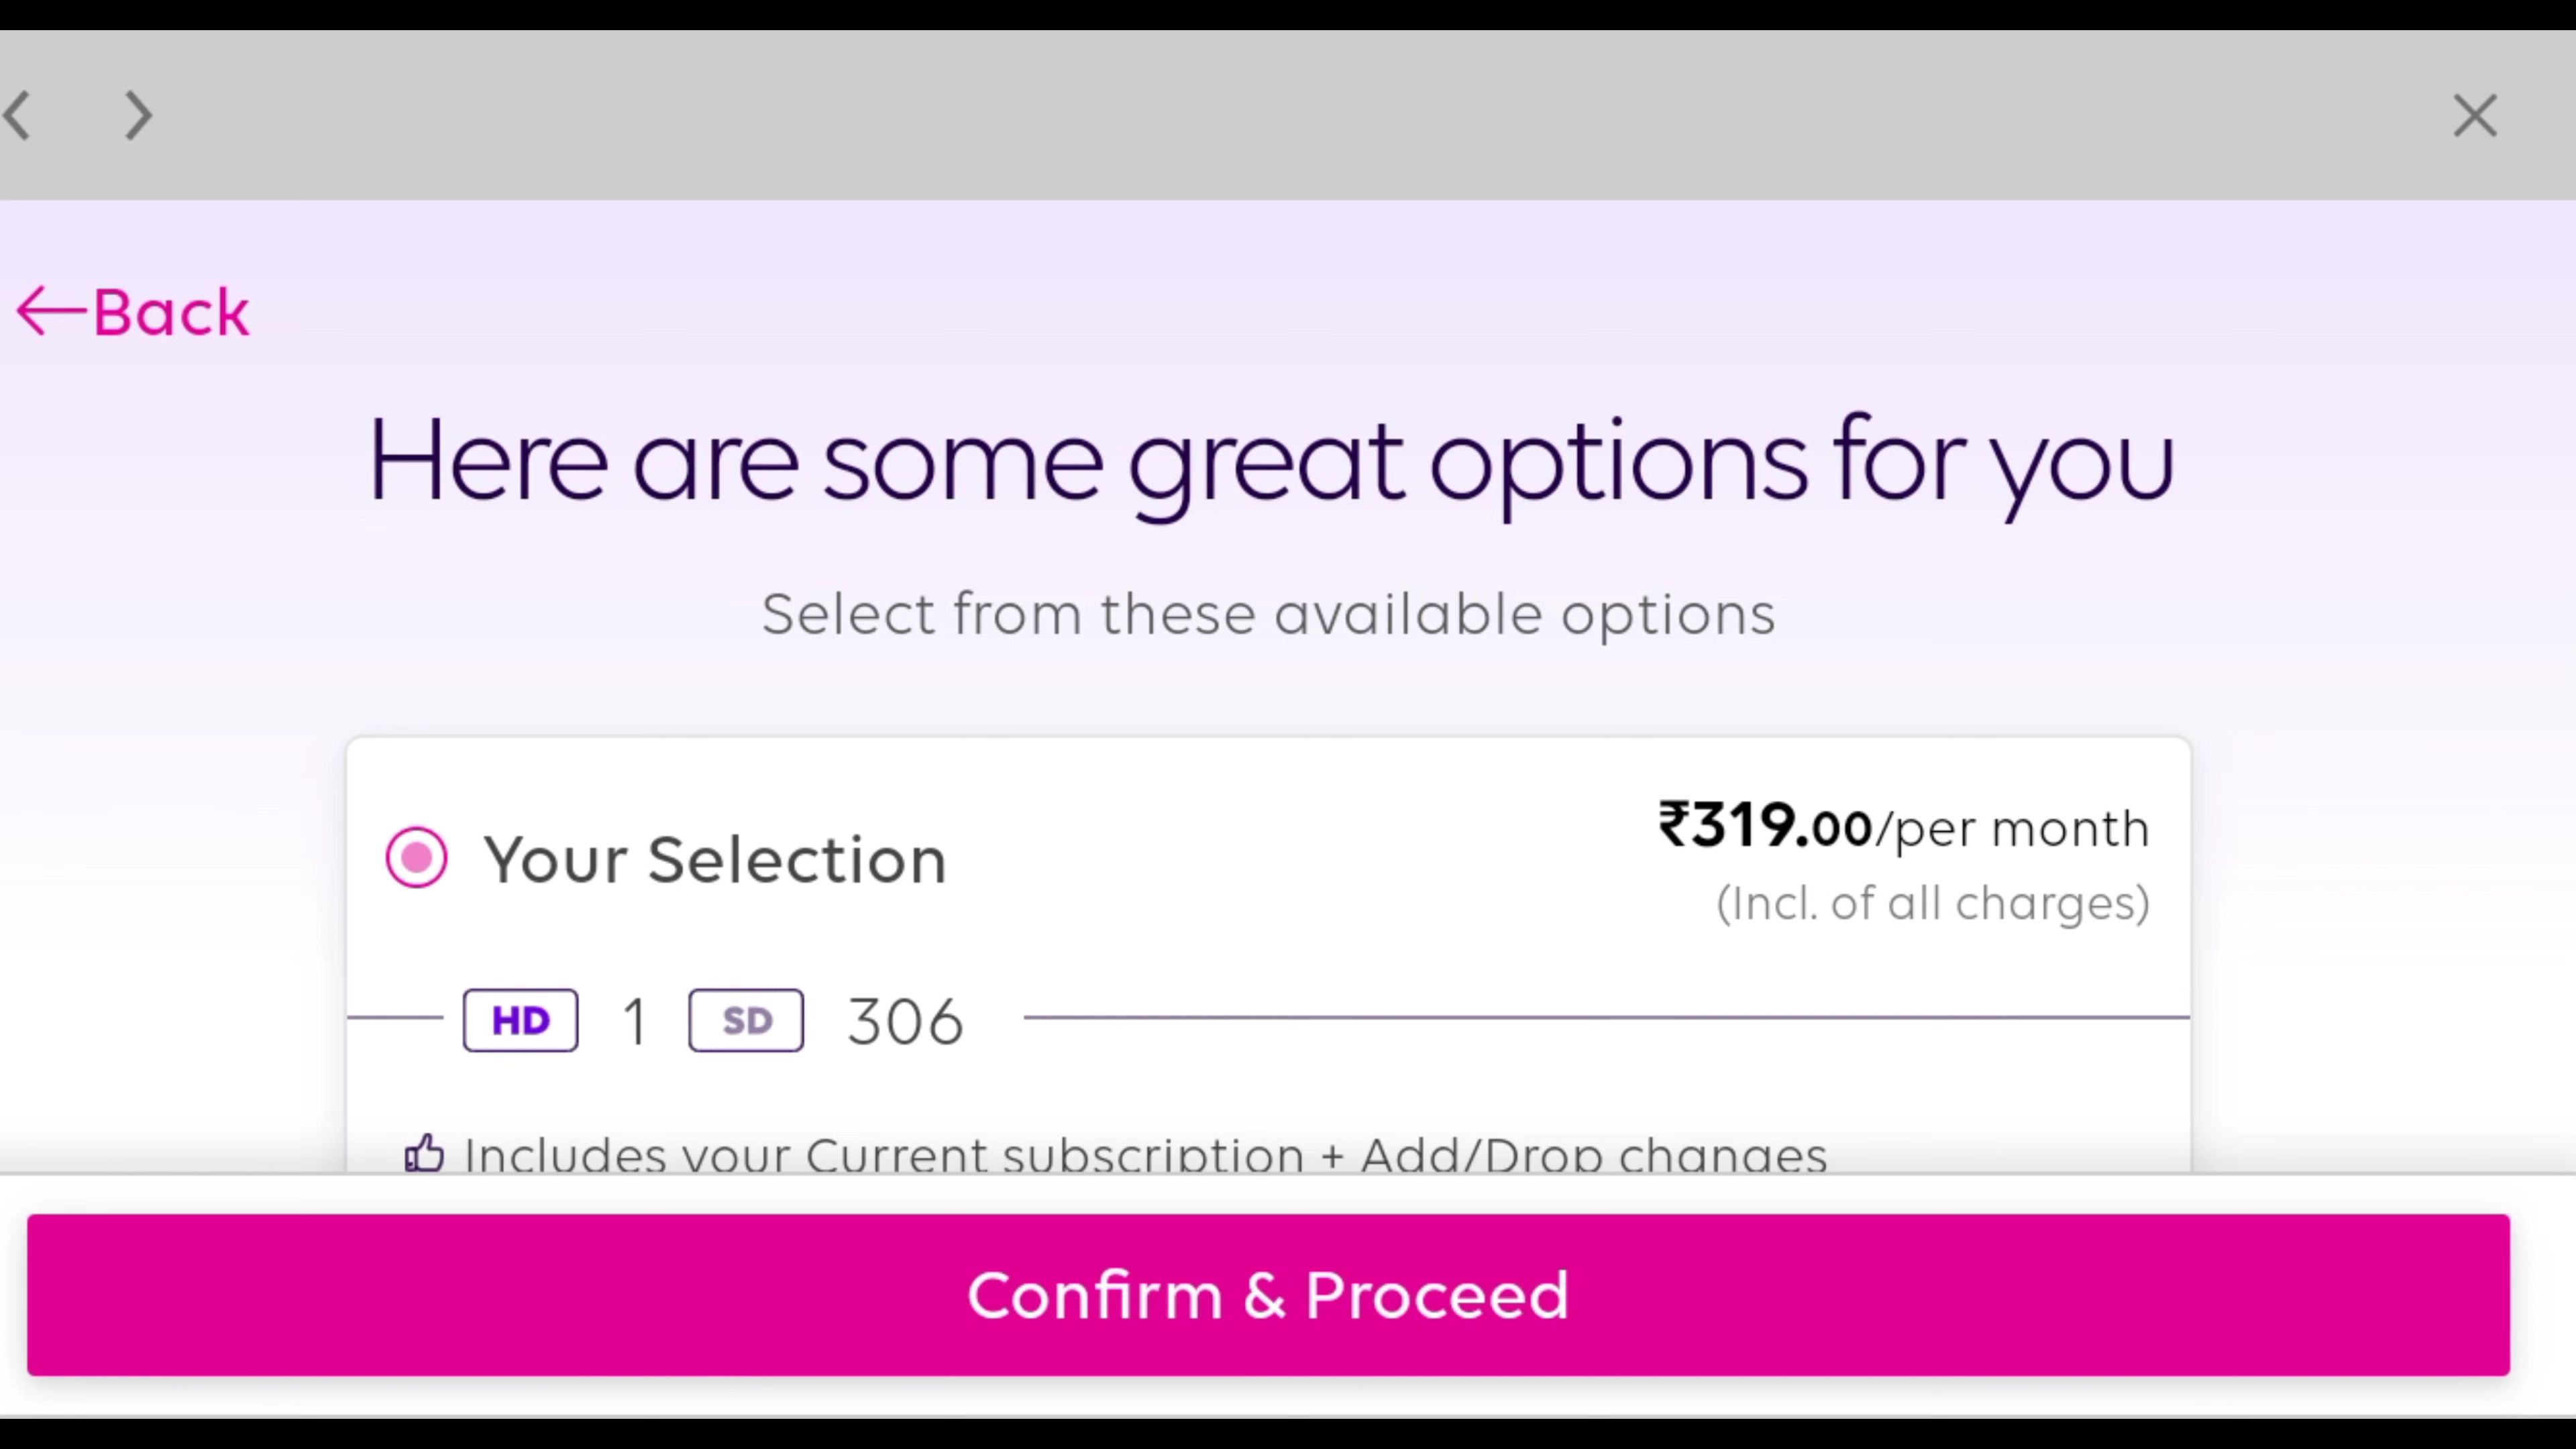 Back
Here are some great options for you
Select from these available options
Your Selection
₹319.00/per month
(Incl. of all charges)
HD 1 SD 306
Includes your Current subscription + Add/Drop changes
Confirm & Proceed